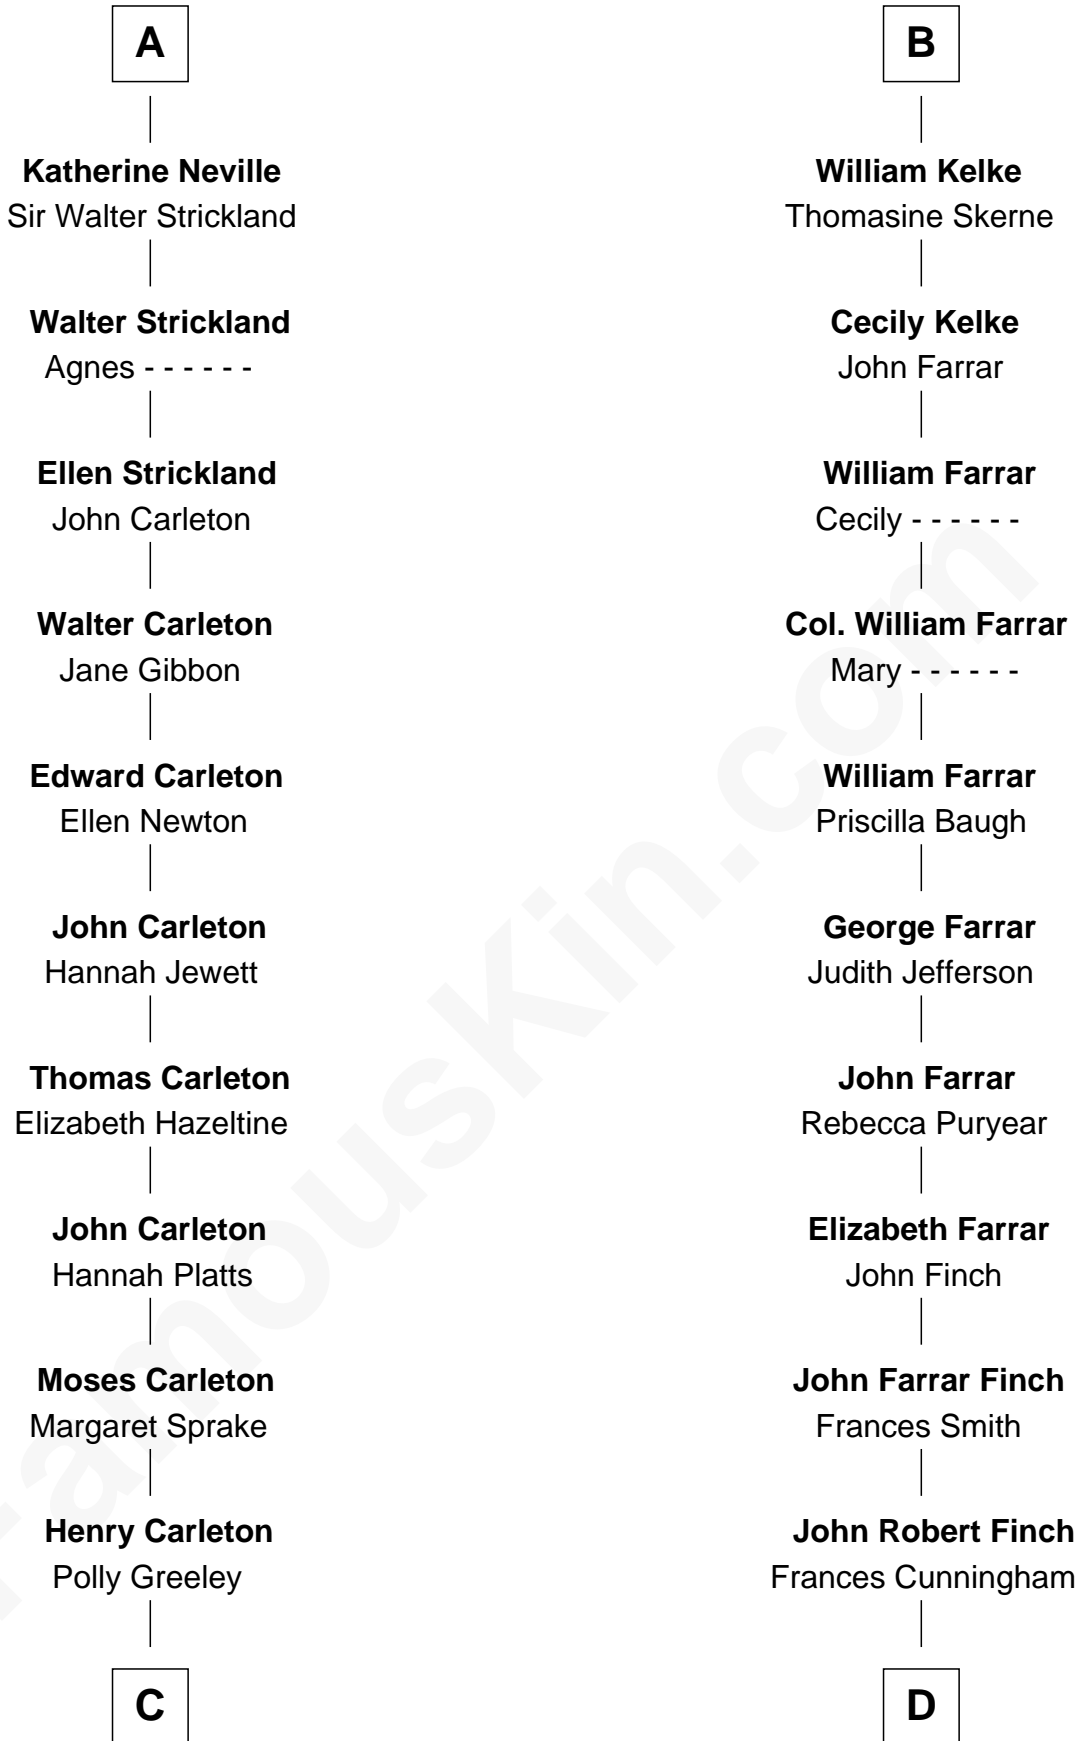 A
Katherine Neville
Sir Walter Strickland
Walter Strickland
Agnes - - - - - -
Ellen Strickland
John Carleton
Walter Carleton
Jane Gibbon
Edward Carleton
Ellen Newton
John Carleton
Hannah Jewett
Thomas Carleton
Elizabeth Hazeltine
John Carleton
Hannah Platts
Moses Carleton
Margaret Sprake
Henry Carleton
Polly Greeley
C
B
William Kelke
Thomasine Skerne
Cecily Kelke
John Farrar
William Farrar
Cecily - - - - - -
Col. William Farrar
Mary - - - - - -
William Farrar
Priscilla Baugh
George Farrar
Judith Jefferson
John Farrar
Rebecca Puryear
Elizabeth Farrar
John Finch
John Farrar Finch
Frances Smith
John Robert Finch
Frances Cunningham
D
FamousKin.com